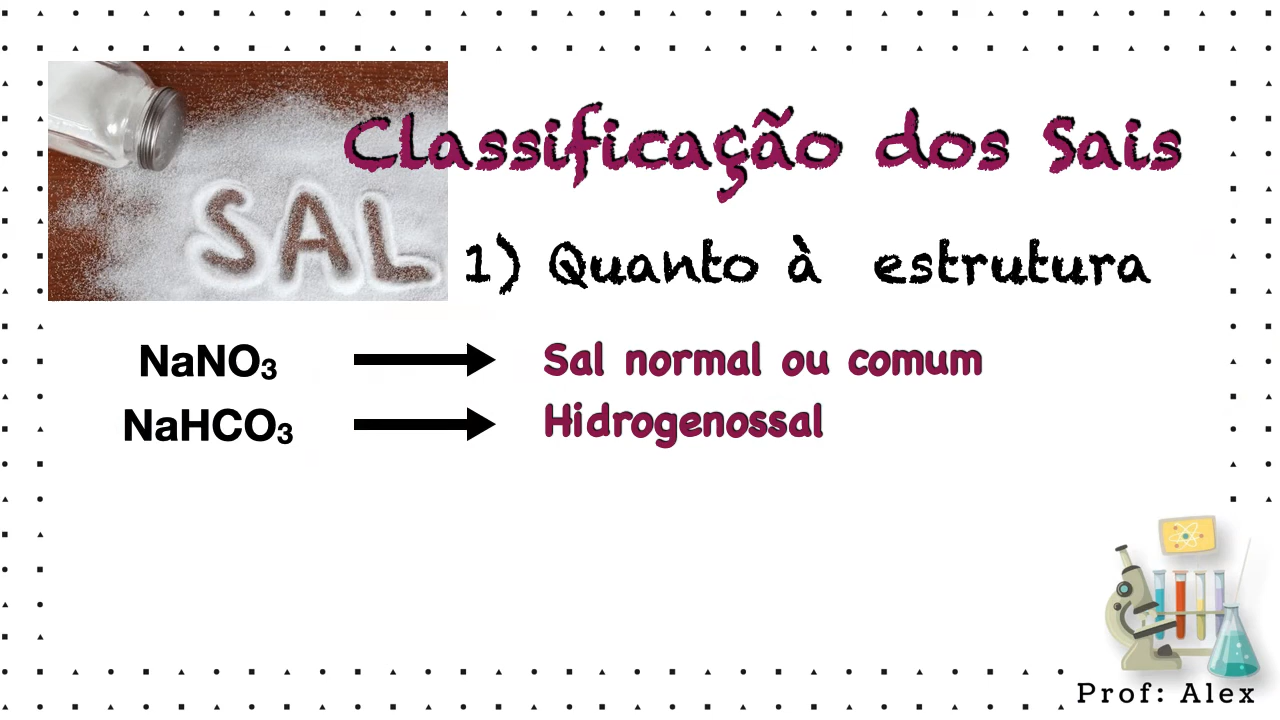 SAL
Classificação dos Sais
1) Quanto à estrutura
NaNO₃ Sal normal ou comum
NaHCO₃ Hidrogenossal
Prof: Alex